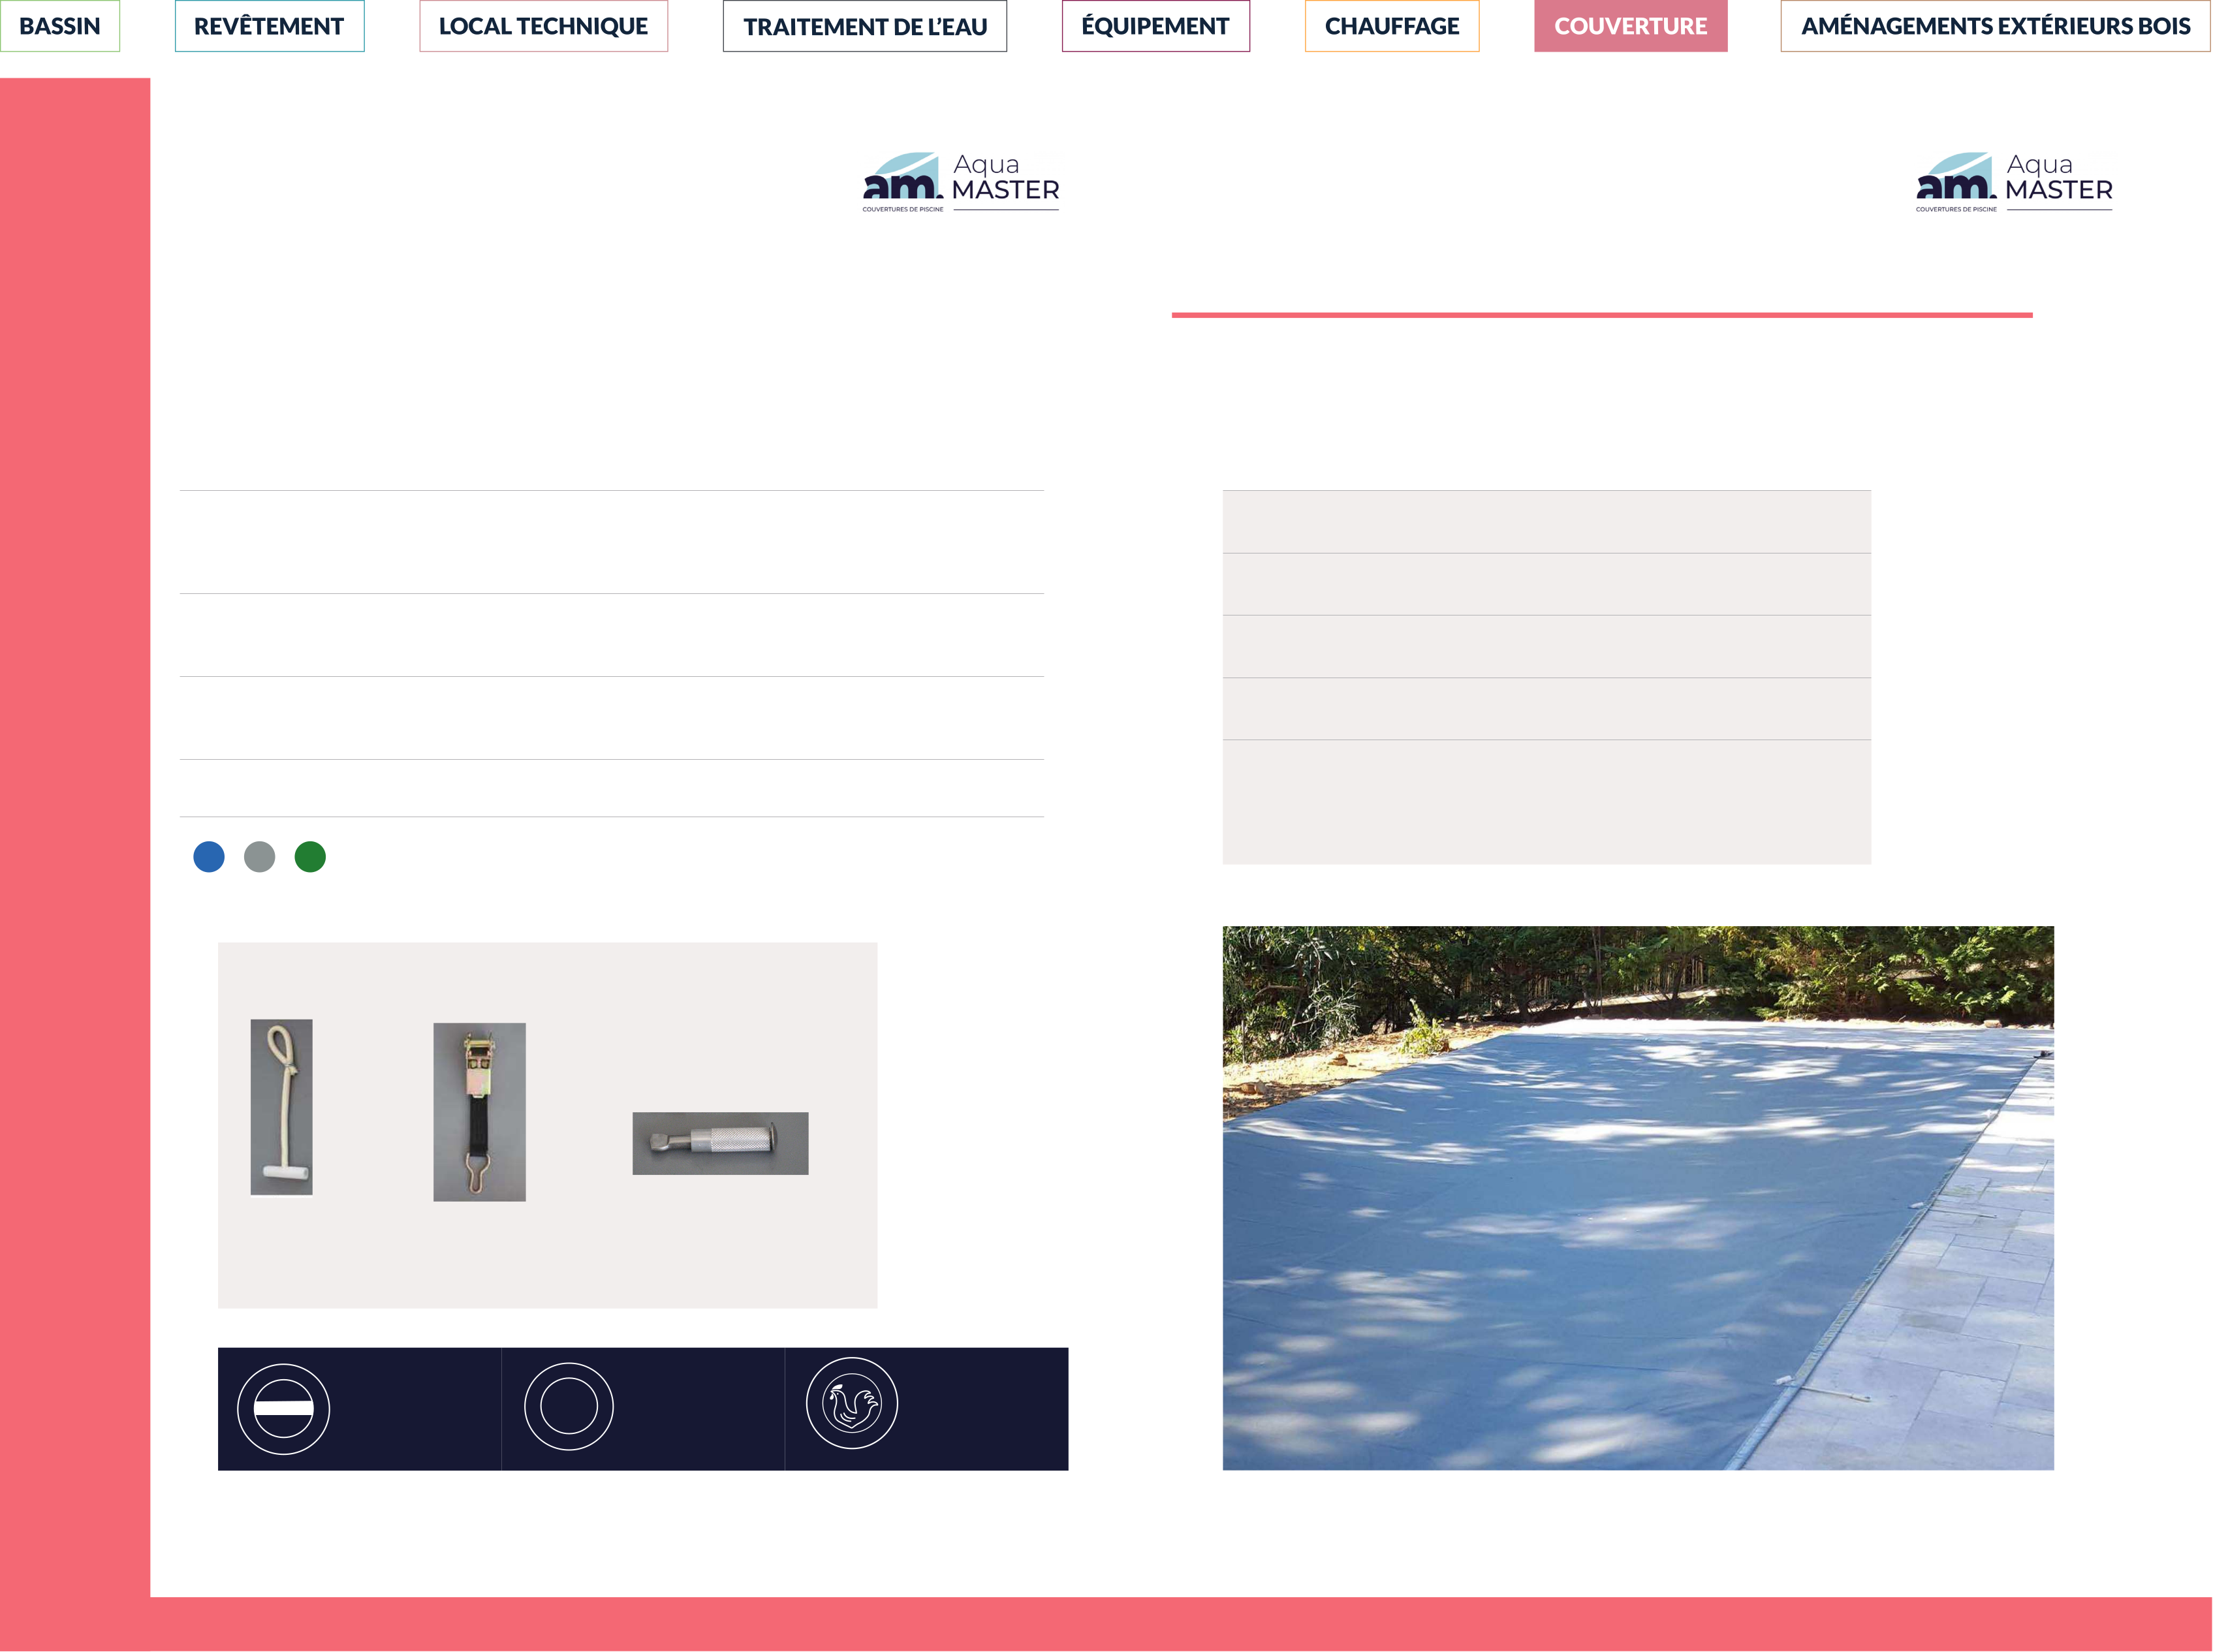 BASSIN
REVÊTEMENT
LOCAL TECHNIQUE
TRAITEMENT DE L'EAU
ÉQUIPEMENT
CHAUFFAGE
COUVERTURE
AMÉNAGEMENTS EXTÉRIEURS BOIS
am.
COUVERTURES DE PISCINE
Aqua
MASTER
am.
COUVERTURES DE PISCINE
Aqua
MASTER